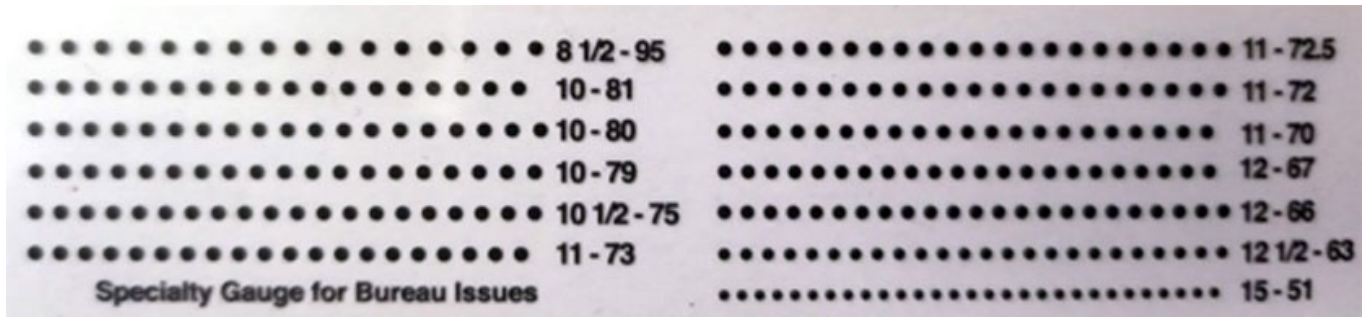 8 1/2 - 95
10 - 81
10 - 80
10 - 79
10 1/2 - 75
11 - 73
Specialty Gauge for Bureau Issues
11 - 72.5
11 - 72
11 - 70
12 - 67
12 - 66
12 1/2 - 63
15 - 51